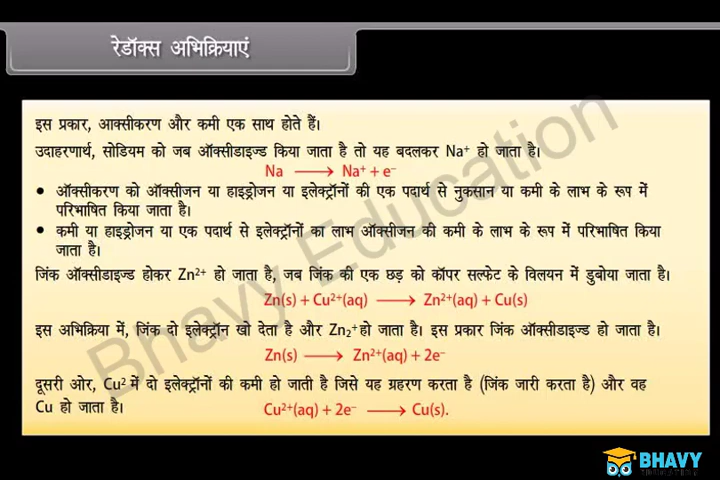 रेडॉक्स अभिक्रियाएं
इस प्रकार, आक्सीकरण और कमी एक साथ होते हैं।
उदाहरणार्थ, सोडियम को जब ऑक्सीडाइज्ड किया जाता है तो यह बदलकर Na⁺ हो जाता है।
Na ⟶ Na⁺ + e⁻
• ऑक्सीकरण को ऑक्सीजन या हाइड्रोजन या इलेक्ट्रॉनों की एक पदार्थ से नुकसान या कमी के लाभ के रूप में
परिभाषित किया जाता है।
• कमी या हाइड्रोजन या एक पदार्थ से इलेक्ट्रॉनों का लाभ ऑक्सीजन की कमी के लाभ के रूप में परिभाषित किया
जाता है।
जिंक ऑक्सीडाइज्ड होकर Zn²⁺ हो जाता है, जब जिंक की एक छड़ को कॉपर सल्फेट के विलयन में डुबोया जाता है।
Zn(s) + Cu²⁺(aq) ⟶ Zn²⁺(aq) + Cu(s)
इस अभिक्रिया में, जिंक दो इलेक्ट्रॉन खो देता है और Zn₂⁺ हो जाता है। इस प्रकार जिंक ऑक्सीडाइज्ड हो जाता है।
Zn(s) ⟶ Zn²⁺(aq) + 2e⁻
दूसरी ओर, Cu² में दो इलेक्ट्रॉनों की कमी हो जाती है जिसे यह ग्रहण करता है (जिंक जारी करता है) और वह
Cu हो जाता है।
Cu²⁺(aq) + 2e⁻ ⟶ Cu(s).
Bhavy Education
BHAVY
EDUCATION